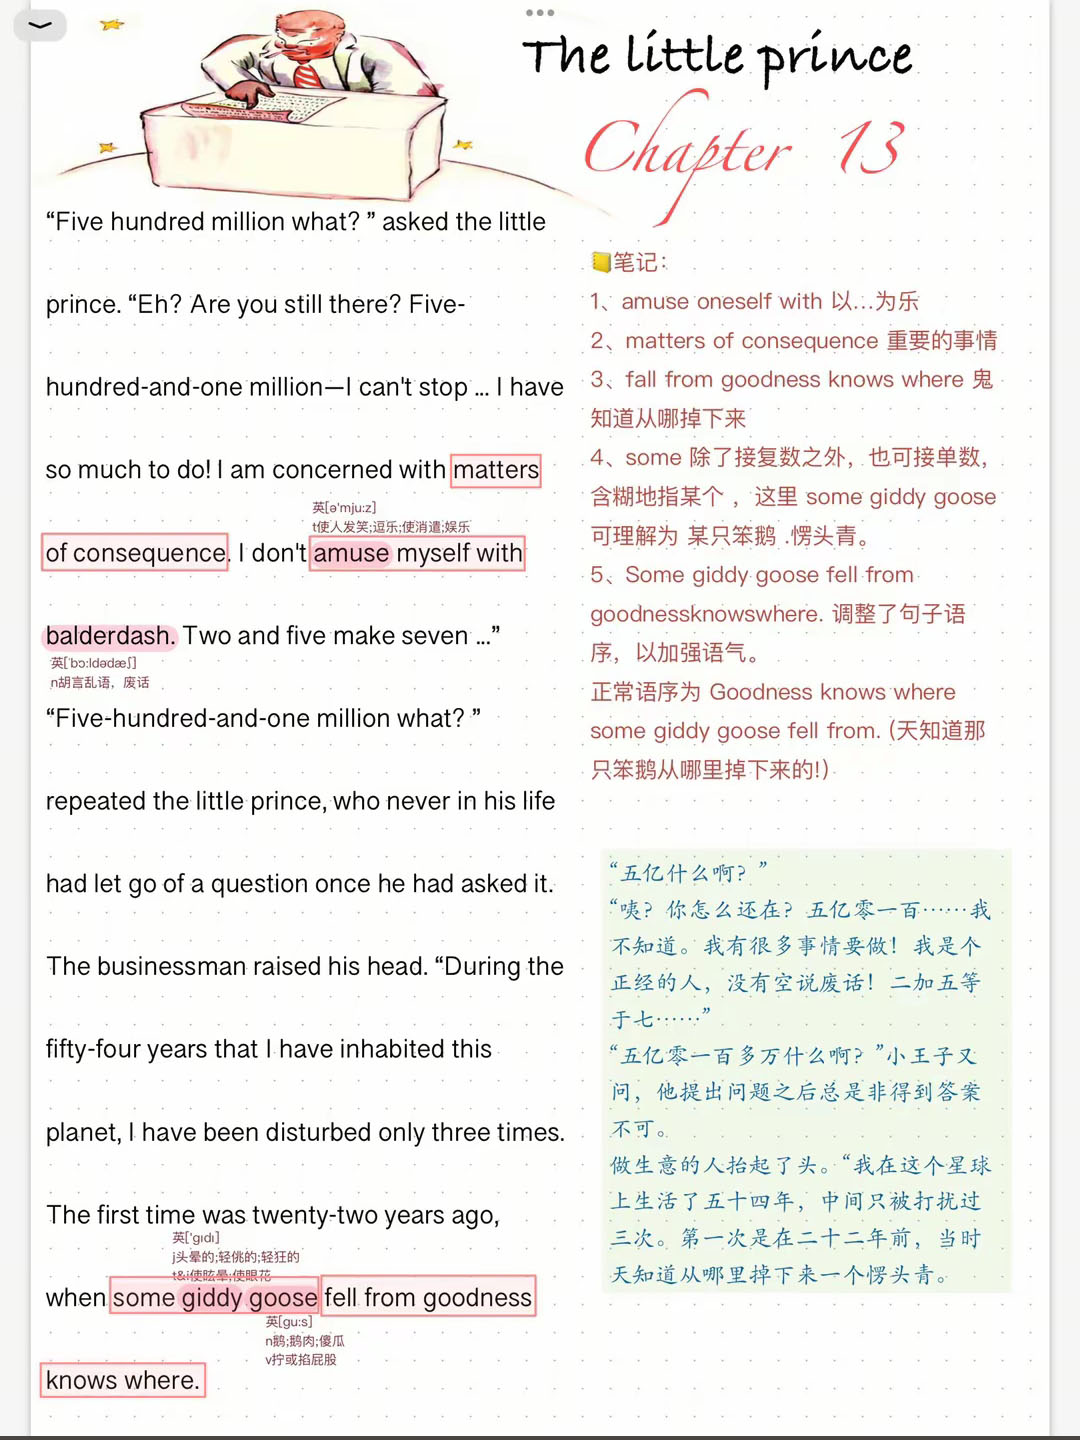 The little prince
Chapter 13
“Five hundred million what? ” asked the little
prince. “Eh? Are you still there? Five-
hundred-and-one million—I can't stop ... I have
so much to do! I am concerned with matters
英[ə'mju:z]
t使人发笑;逗乐;使消遣;娱乐
of consequence. I don't amuse myself with
balderdash. Two and five make seven ...”
英['bɔ:ldədæʃ]
n胡言乱语，废话
“Five-hundred-and-one million what? ”
repeated the little prince, who never in his life
had let go of a question once he had asked it.
The businessman raised his head. “During the
fifty-four years that I have inhabited this
planet, I have been disturbed only three times.
The first time was twenty-two years ago,
英['gɪdɪ]
j头晕的;轻佻的;轻狂的
t&i使眩晕;使眼花
when some giddy goose fell from goodness
英[gu:s]
n鹅;鹅肉;傻瓜
v拧或掐屁股
knows where.
笔记：
1、amuse oneself with 以...为乐
2、matters of consequence 重要的事情
3、fall from goodness knows where 鬼
知道从哪掉下来
4、some 除了接复数之外，也可接单数，
含糊地指某个 ，这里 some giddy goose
可理解为 某只笨鹅 .愣头青。
5、Some giddy goose fell from
goodnessknowswhere. 调整了句子语
序，以加强语气。
正常语序为 Goodness knows where
some giddy goose fell from. (天知道那
只笨鹅从哪里掉下来的!)
“五亿什么啊？”
“咦？你怎么还在？五亿零一百……我
不知道。我有很多事情要做！我是个
正经的人，没有空说废话！二加五等
于七……”
“五亿零一百多万什么啊？”小王子又
问，他提出问题之后总是非得到答案
不可。
做生意的人抬起了头。“我在这个星球
上生活了五十四年，中间只被打扰过
三次。第一次是在二十二年前，当时
天知道从哪里掉下来一个愣头青。